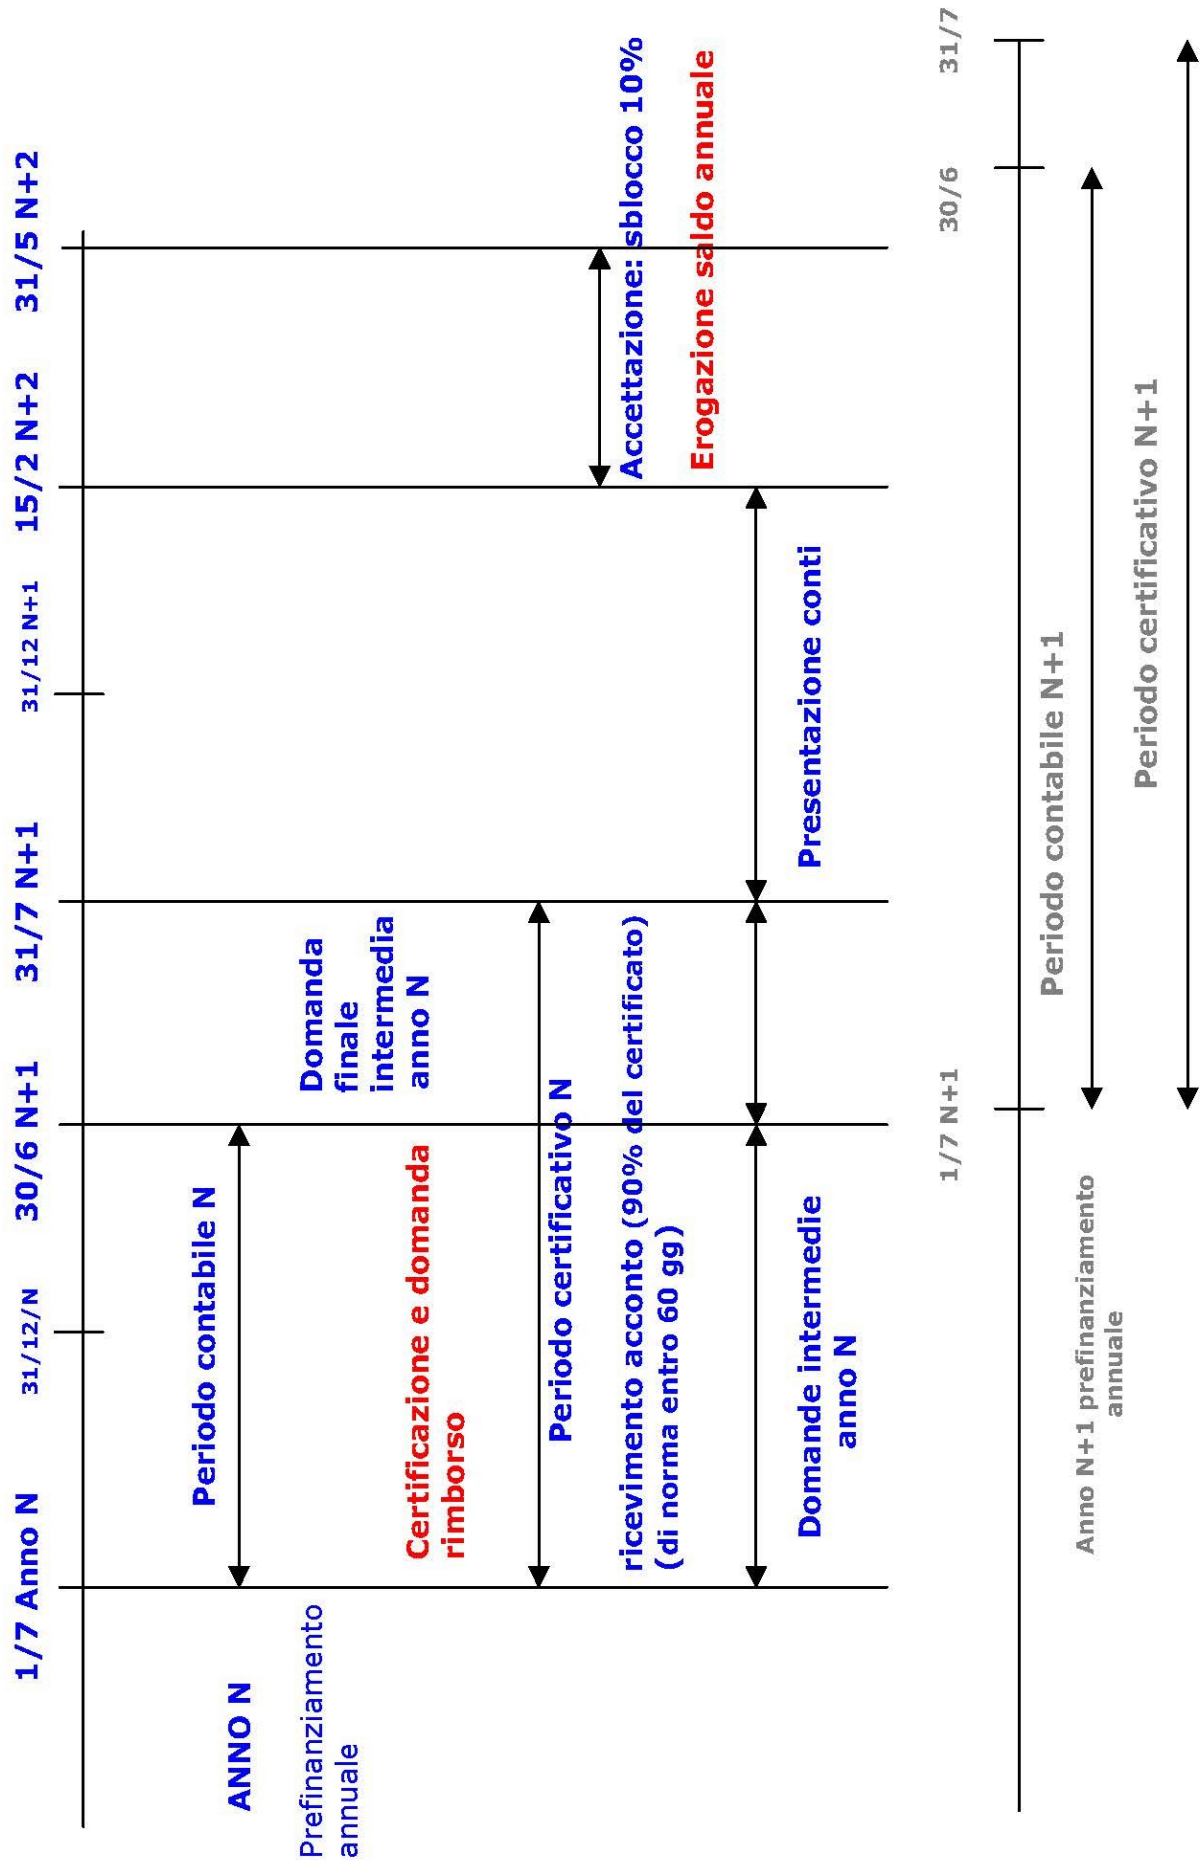 1/7 Anno N
31/12/N
30/6 N+1
31/7 N+1
31/12 N+1
15/2 N+2
31/5 N+2
ANNO N
Periodo contabile N
Prefinanziamento
annuale
Domanda
finale
intermedia
anno N
Certificazione e domanda
rimborso
Periodo certificativo N
ricevimento acconto (90% del certificato)
(di norma entro 60 gg)
Accettazione: sblocco 10%
Erogazione saldo annuale
Domande intermedie
anno N
Presentazione conti
1/7 N+1
30/6
31/7
Periodo contabile N+1
Anno N+1 prefinanziamento
annuale
Periodo certificativo N+1